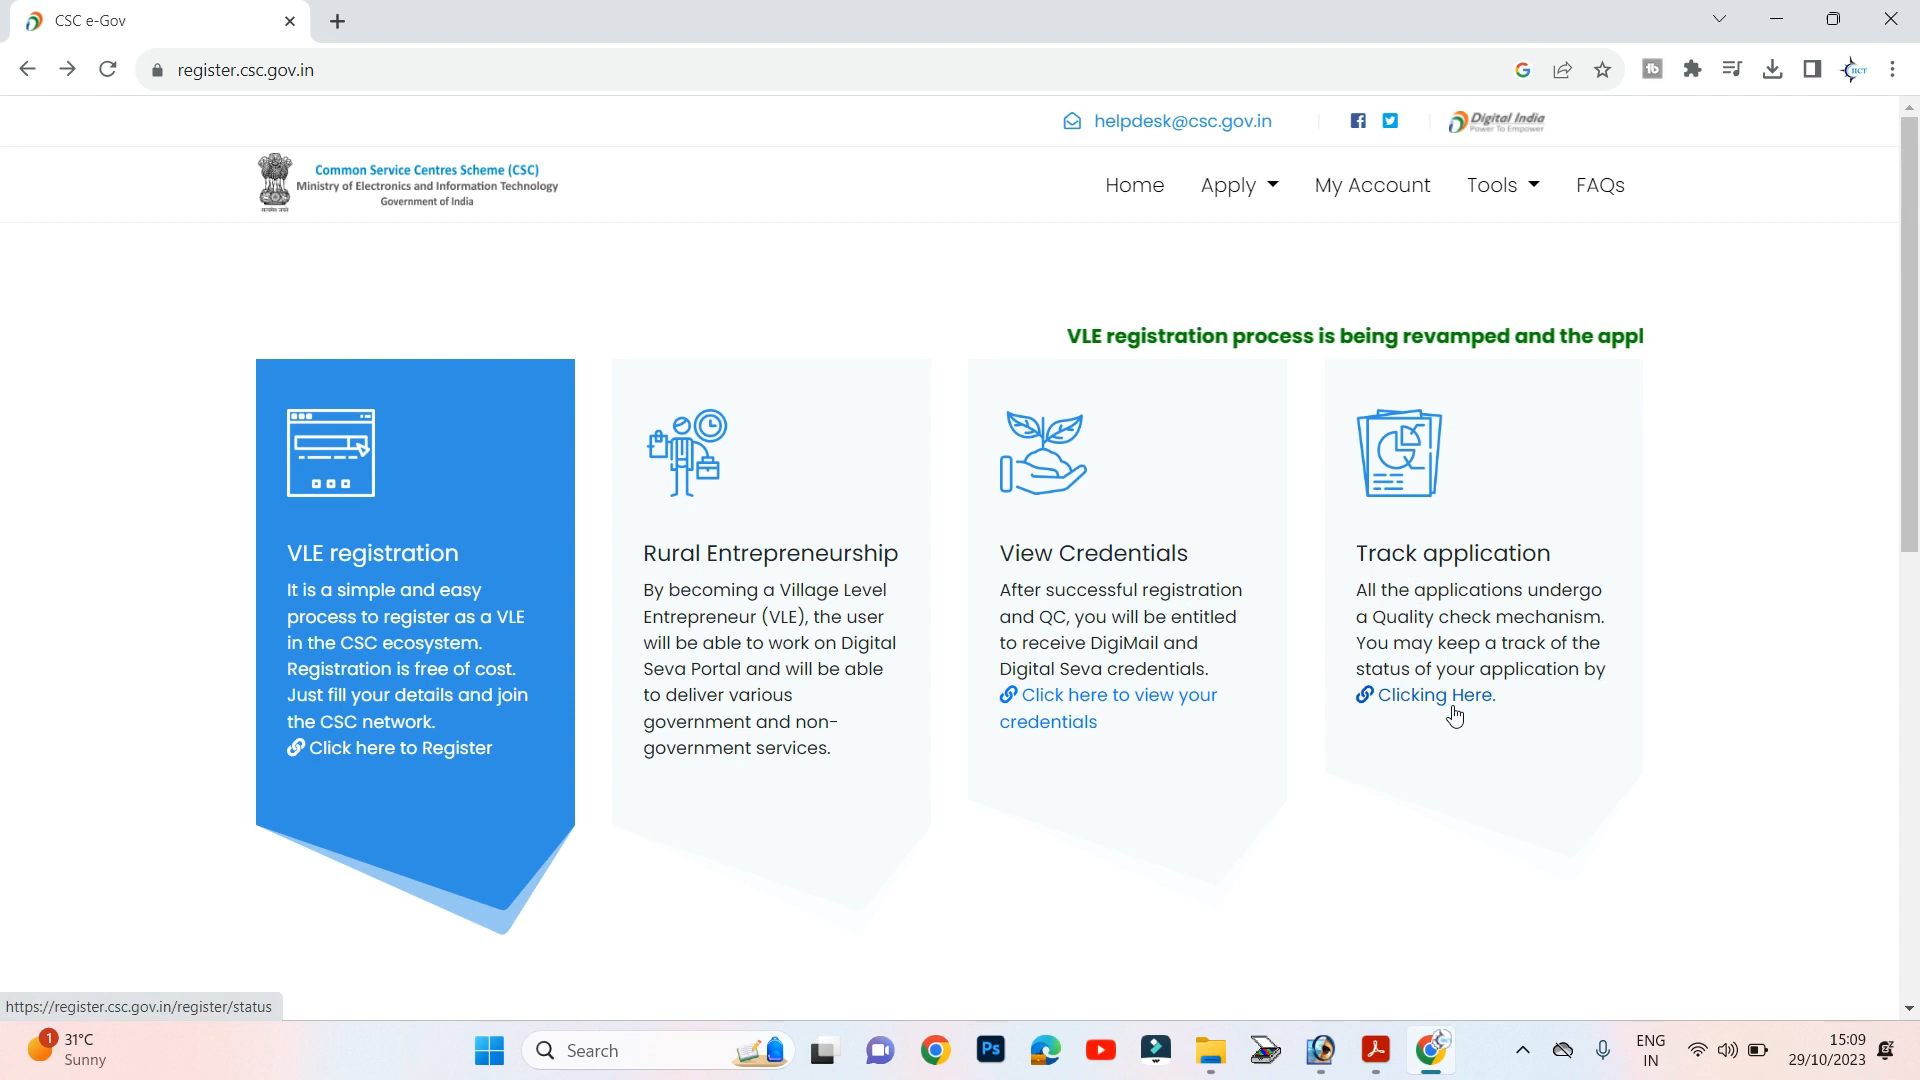 CSC e-Gov
register.csc.gov.in
helpdesk@csc.gov.in
Digital India
Power To Empower
Common Service Centres Scheme (CSC)
Ministry of Electronics and Information Technology
Government of India
सत्यमेव जयते
Home
Apply
My Account
Tools
FAQs
VLE registration process is being revamped and the appl
VLE registration
It is a simple and easy
process to register as a VLE
in the CSC ecosystem.
Registration is free of cost.
Just fill your details and join
the CSC network.
Click here to Register
Rural Entrepreneurship
By becoming a Village Level
Entrepreneur (VLE), the user
will be able to work on Digital
Seva Portal and will be able
to deliver various
government and non-
government services.
View Credentials
After successful registration
and QC, you will be entitled
to receive DigiMail and
Digital Seva credentials.
Click here to view your
credentials
Track application
All the applications undergo
a Quality check mechanism.
You may keep a track of the
status of your application by
Clicking Here.
https://register.csc.gov.in/register/status
1
31°C
Sunny
Search
Ps
ENG
IN
15:09
29/10/2023